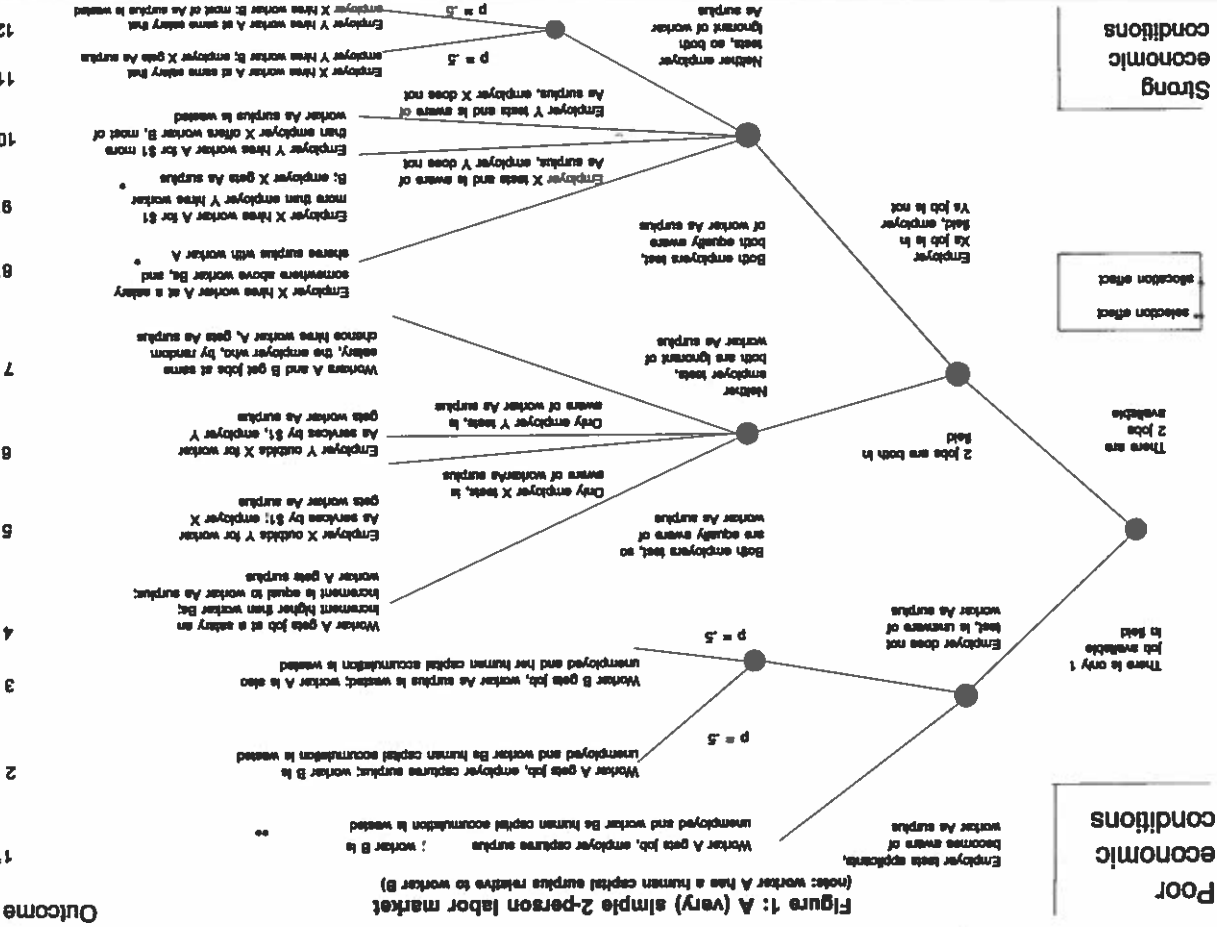 Figure 1: A (very) simple 2-person labor market
(note: worker A has a human capital surplus relative to worker B)
Outcome
Poor
economic
conditions
Employer tests applicants,
becomes aware of
worker As surplus
Worker A gets job, employer captures surplus ; worker B is
unemployed and worker Bs human capital accumulation is wasted
**
1
p = .5
Worker A gets job, employer captures surplus; worker B is
unemployed and worker Bs human capital accumulation is wasted
2
There is only 1
job available
in field
Employer does not
test, is unaware of
worker As surplus
p = .5
Worker B gets job, worker As surplus is wasted; worker A is also
unemployed and her human capital accumulation is wasted
3
Worker A gets job at a salary an
increment higher than worker Bs;
increment is equal to worker As surplus;
worker A gets surplus
4
Both employers test, so
are equally aware of
worker As surplus
Employer X outbids Y for worker
As services by $1; employer X
gets worker As surplus
5
Only employer X tests, is
aware of workerAs surplus
There are
2 jobs
available
2 jobs are both in
field
Only employer Y tests, is
aware of worker As surplus
Employer Y outbids X for worker
As services by $1, employer Y
gets worker As surplus
6
Neither
employer tests,
both are ignorant of
worker As surplus
Workers A and B get jobs at same
salary, the employer who, by random
chance hires worker A, gets As surplus
7
** selection effect
* allocation effect
Employer
Xs job is in
field, employer
Ys job is not
Both employers test,
both equally aware
of worker As surplus
Employer X hires worker A at a salary
somewhere above worker Bs, and
shares surplus with worker A
*
8
Employer X tests and is aware of
As surplus, employer Y does not
Employer X hires worker A for $1
more than employer Y hires worker
B; employer X gets As surplus
*
9
Employer Y tests and is aware of
As surplus, employer X does not
Employer Y hires worker A for $1 more
than employer X offers worker B, most of
worker As surplus is wasted
10
Strong
economic
conditions
Neither employer
tests, so both
ignorant of worker
As surplus
p = .5
Employer X hires worker A at same salary that
employer Y hires worker B; employer X gets As surplus
11
p = .5
Employer Y hires worker A at same salary that
employer X hires worker B; most of As surplus is wasted
12